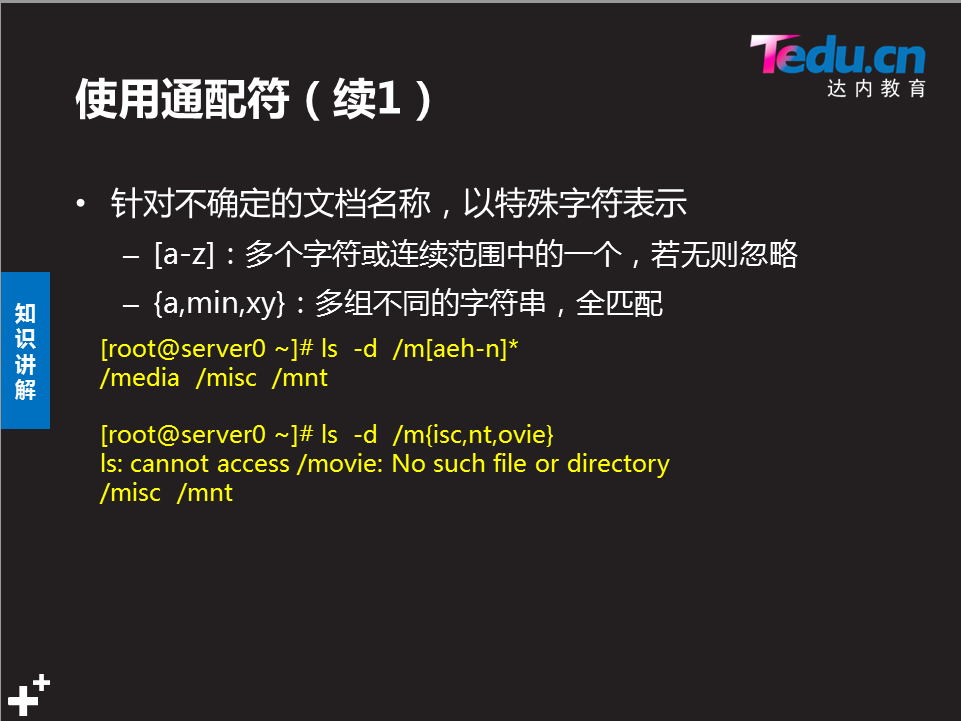 Tedu.cn
达内教育
使用通配符（续1）
• 针对不确定的文档名称，以特殊字符表示
– [a-z]：多个字符或连续范围中的一个，若无则忽略
– {a,min,xy}：多组不同的字符串，全匹配
知识讲解
[root@server0 ~]# ls  -d  /m[aeh-n]*
/media  /misc  /mnt
[root@server0 ~]# ls  -d  /m{isc,nt,ovie}
ls: cannot access /movie: No such file or directory
/misc  /mnt